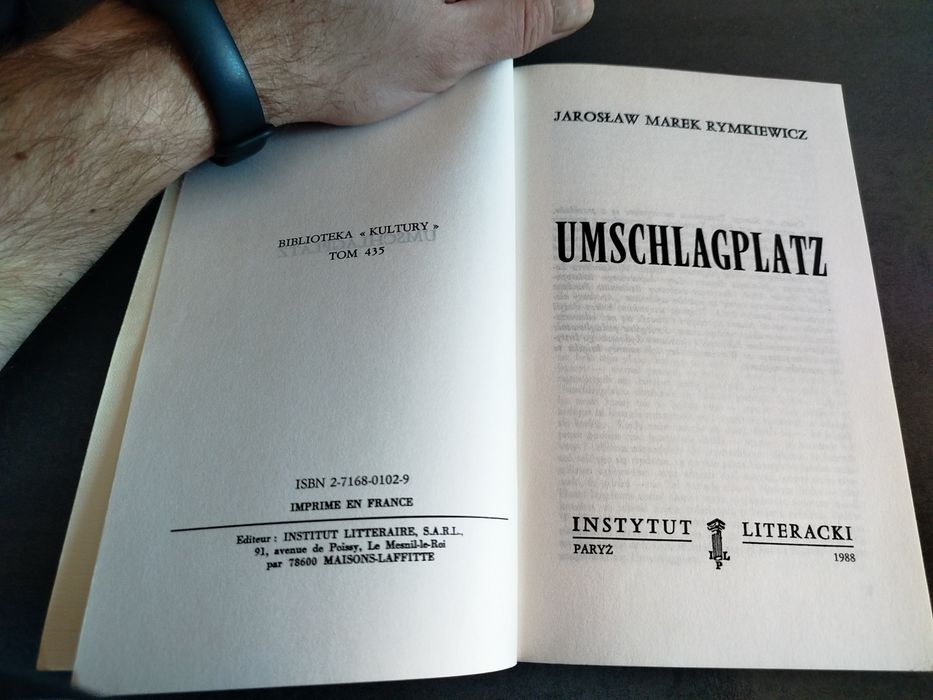 BIBLIOTEKA « KULTURY »
TOM 435
ISBN 2-7168-0102-9
IMPRIME EN FRANCE
Editeur : INSTITUT LITTERAIRE, S.A.R.L.,
91, avenue de Poissy, Le Mesnil-le-Roi
par 78600 MAISONS-LAFFITTE
JAROSŁAW MAREK RYMKIEWICZ
UMSCHLAGPLATZ
INSTYTUT LITERACKI
PARYŻ 1988
I L
P